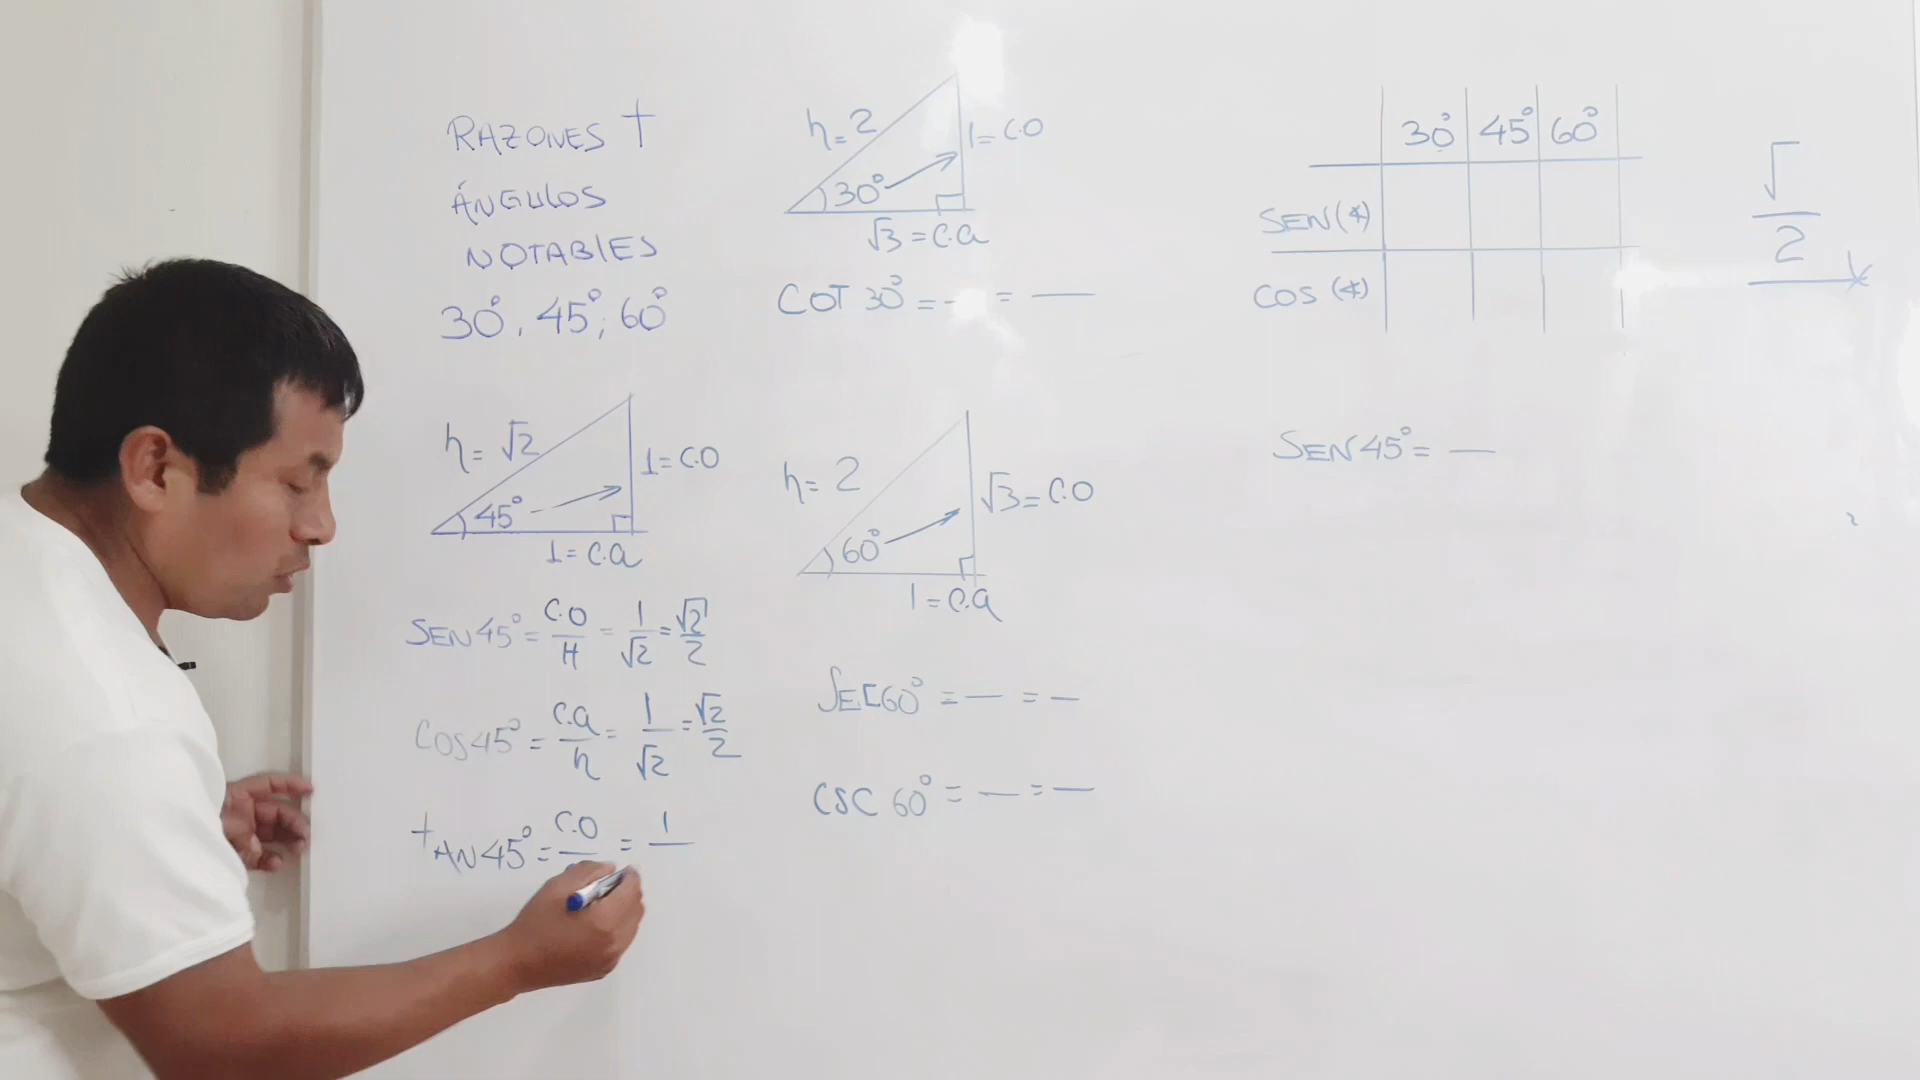 RAZONES T
ÁNGULOS
NOTABLES
30°, 45°; 60°
h = √2
1 = C.O
45°
1 = C.a
SEN 45° = C.O/H = 1/√2 = √2/2
COS 45° = C.a/h = 1/√2 = √2/2
TAN 45° = C.O/ = 1/
h = 2
1 = C.O
30°
√3 = C.a
COT 30° = — = —
h = 2
√3 = C.O
60°
1 = C.a
SEC 60° = — = —
CSC 60° = — = —
30° 45° 60°
SEN (∢)
COS (∢)
√/2
SEN 45° = —